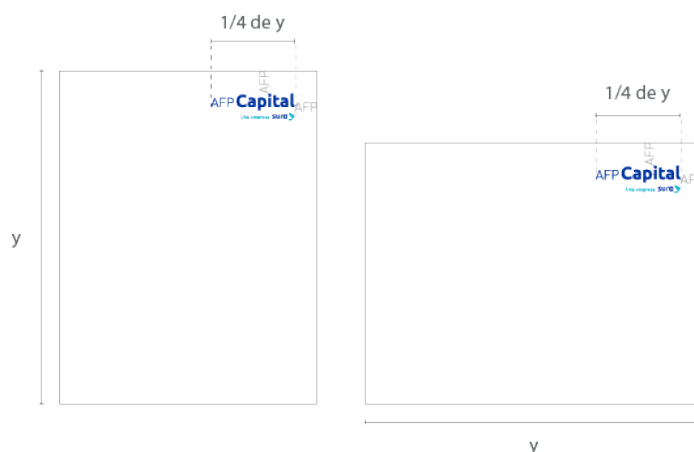 1/4 de y
AFP
AFP Capital
AFP
Una empresa sura
y
1/4 de y
AFP
AFP Capital
AF
Una empresa sura
y